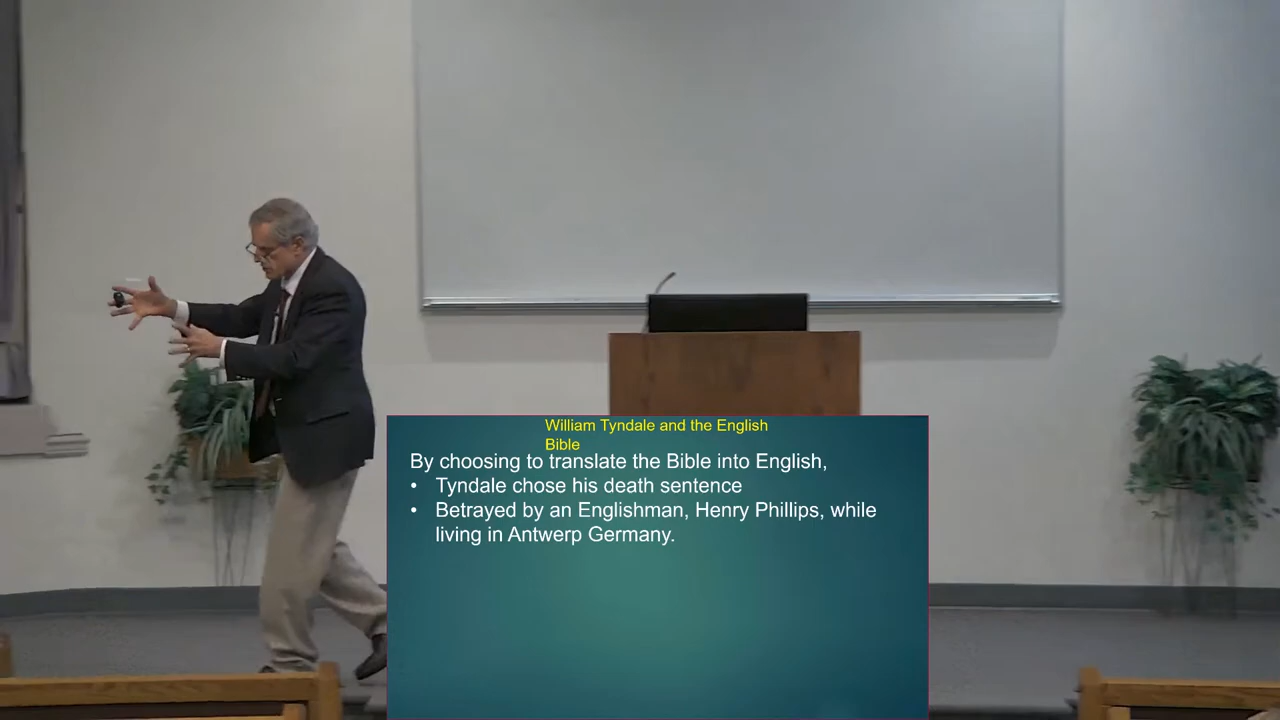 William Tyndale and the English
Bible
By choosing to translate the Bible into English,
• Tyndale chose his death sentence
• Betrayed by an Englishman, Henry Phillips, while
living in Antwerp Germany.